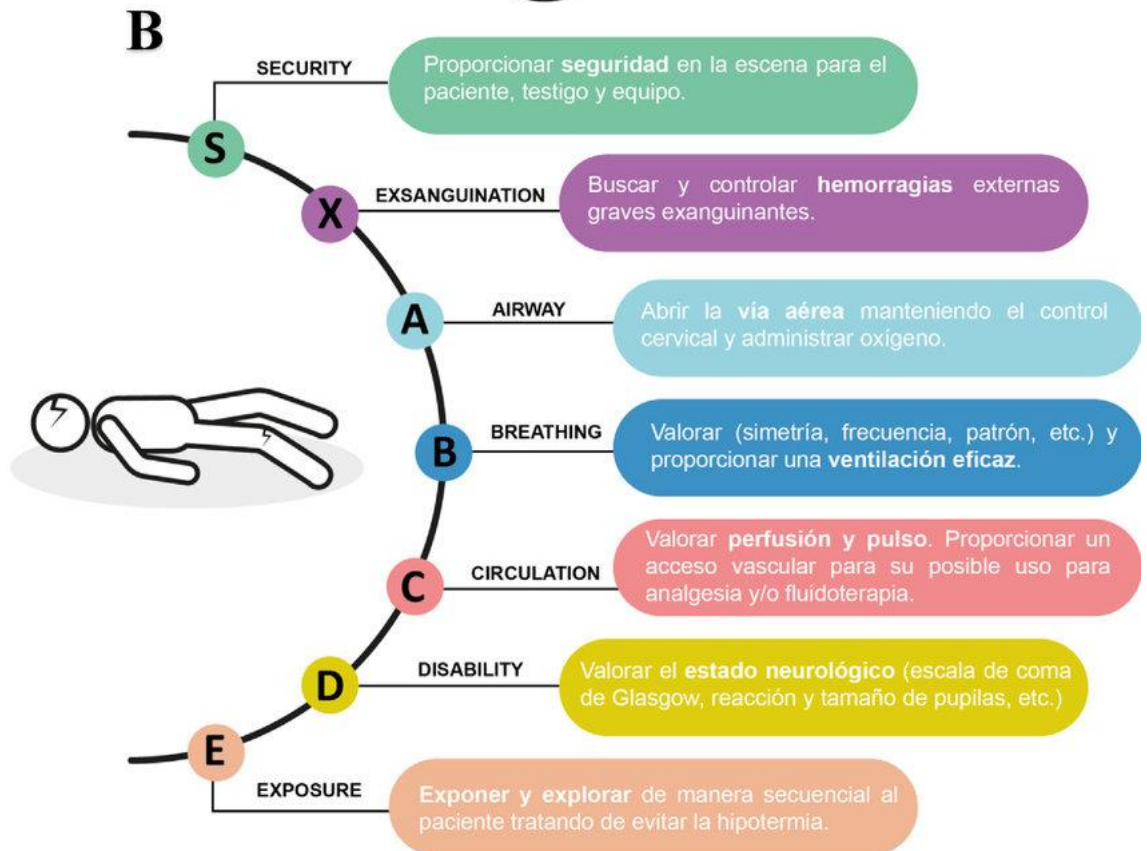 B
SECURITY
Proporcionar seguridad en la escena para el
paciente, testigo y equipo.
S
X
EXSANGUINATION
Buscar y controlar hemorragias externas
graves exanguinantes.
A
AIRWAY
Abrir la vía aérea manteniendo el control
cervical y administrar oxígeno.
B
BREATHING
Valorar (simetría, frecuencia, patrón, etc.) y
proporcionar una ventilación eficaz.
C
CIRCULATION
Valorar perfusión y pulso. Proporcionar un
acceso vascular para su posible uso para
analgesia y/o fluidoterapia.
D
DISABILITY
Valorar el estado neurológico (escala de coma
de Glasgow, reacción y tamaño de pupilas, etc.)
E
EXPOSURE
Exponer y explorar de manera secuencial al
paciente tratando de evitar la hipotermia.